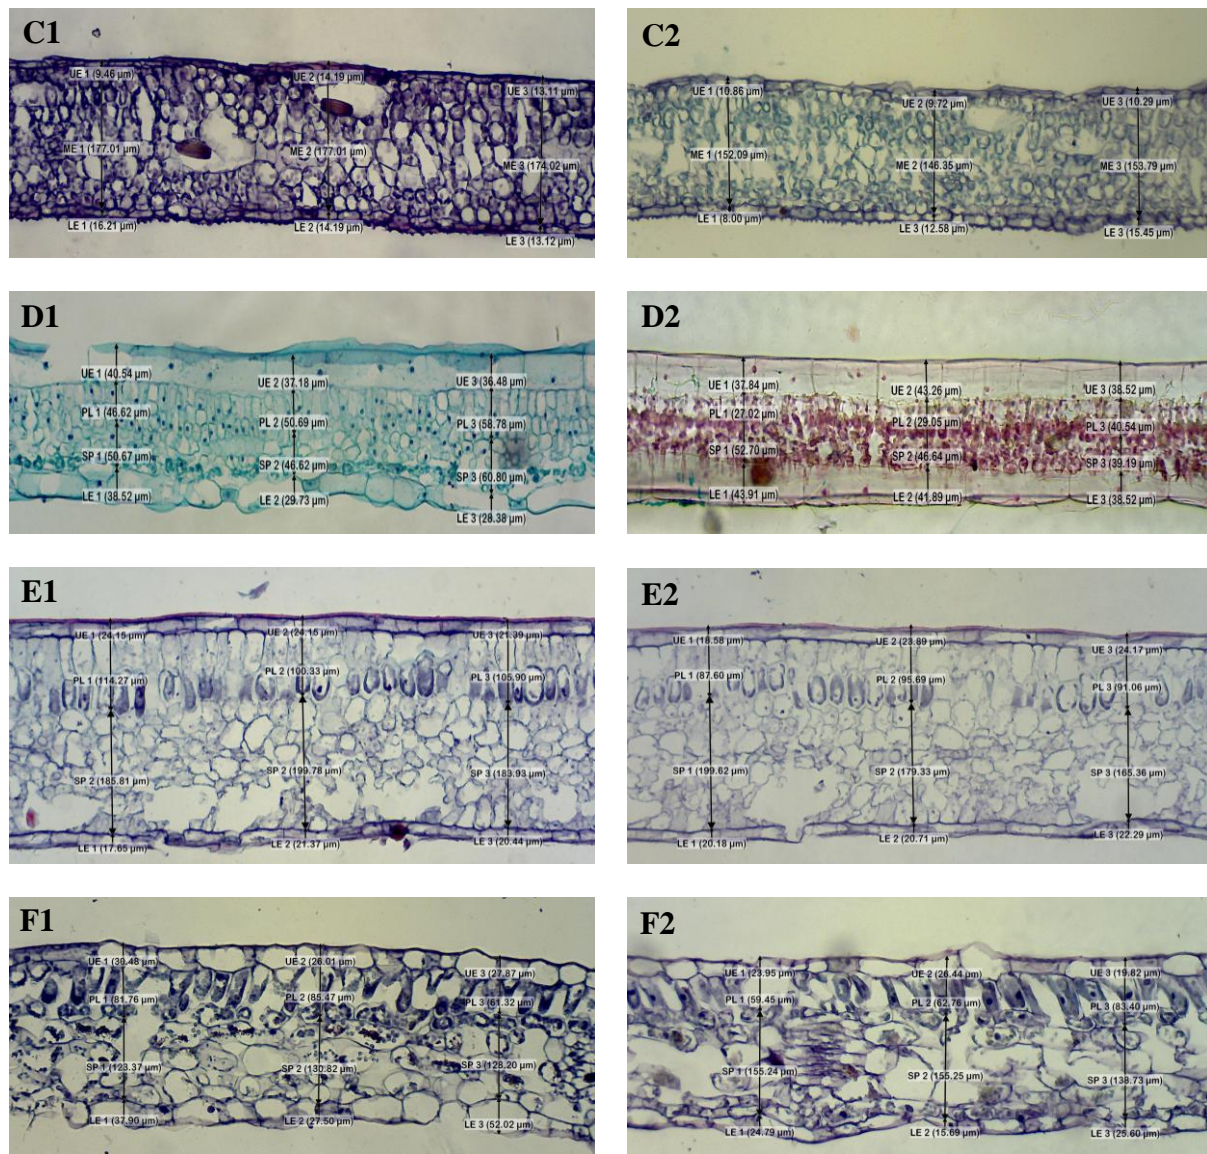 C1
UE 1 (9.46 µm)
UE 2 (14.19 µm)
UE 3 (13.11 µm)
ME 1 (177.01 µm)
ME 2 (177.01 µm)
ME 3 (174.02 µm)
LE 1 (16.21 µm)
LE 2 (14.19 µm)
LE 3 (13.12 µm)
C2
UE 1 (10.86 µm)
UE 2 (9.72 µm)
UE 3 (10.29 µm)
ME 1 (152.09 µm)
ME 2 (146.35 µm)
ME 3 (153.79 µm)
LE 1 (8.00 µm)
LE 3 (12.58 µm)
LE 3 (15.45 µm)
D1
UE 1 (40.54 µm)
UE 2 (37.18 µm)
UE 3 (36.48 µm)
PL 1 (46.62 µm)
PL 2 (50.69 µm)
PL 3 (58.78 µm)
SP 1 (50.67 µm)
SP 2 (46.62 µm)
SP 3 (60.80 µm)
LE 1 (38.52 µm)
LE 2 (29.73 µm)
LE 3 (28.38 µm)
D2
UE 1 (37.84 µm)
UE 2 (43.26 µm)
UE 3 (38.52 µm)
PL 1 (27.02 µm)
PL 2 (29.05 µm)
PL 3 (40.54 µm)
SP 1 (52.70 µm)
SP 2 (46.64 µm)
SP 3 (39.19 µm)
LE 1 (43.91 µm)
LE 2 (41.89 µm)
LE 3 (38.52 µm)
E1
UE 1 (24.15 µm)
UE 2 (24.15 µm)
UE 3 (21.39 µm)
PL 1 (114.27 µm)
PL 2 (100.33 µm)
PL 3 (105.90 µm)
SP 2 (185.81 µm)
SP 2 (199.78 µm)
SP 3 (183.93 µm)
LE 1 (17.65 µm)
LE 2 (21.37 µm)
LE 3 (20.44 µm)
E2
UE 1 (18.58 µm)
UE 2 (23.89 µm)
UE 3 (24.17 µm)
PL 1 (87.60 µm)
PL 2 (95.69 µm)
PL 3 (91.06 µm)
SP 1 (199.62 µm)
SP 2 (179.33 µm)
SP 3 (165.36 µm)
LE 1 (20.18 µm)
LE 2 (20.71 µm)
LE 3 (22.29 µm)
F1
UE 1 (30.48 µm)
UE 2 (26.01 µm)
UE 3 (27.87 µm)
PL 1 (81.76 µm)
PL 2 (85.47 µm)
PL 3 (61.32 µm)
SP 1 (123.37 µm)
SP 2 (130.82 µm)
SP 3 (128.20 µm)
LE 1 (37.90 µm)
LE 2 (27.50 µm)
LE 3 (52.02 µm)
F2
UE 1 (23.95 µm)
UE 2 (26.44 µm)
UE 3 (19.82 µm)
PL 1 (59.45 µm)
PL 2 (62.76 µm)
PL 3 (83.40 µm)
SP 1 (155.24 µm)
SP 2 (155.25 µm)
SP 3 (138.73 µm)
LE 1 (24.79 µm)
LE 2 (15.69 µm)
LE 3 (25.60 µm)